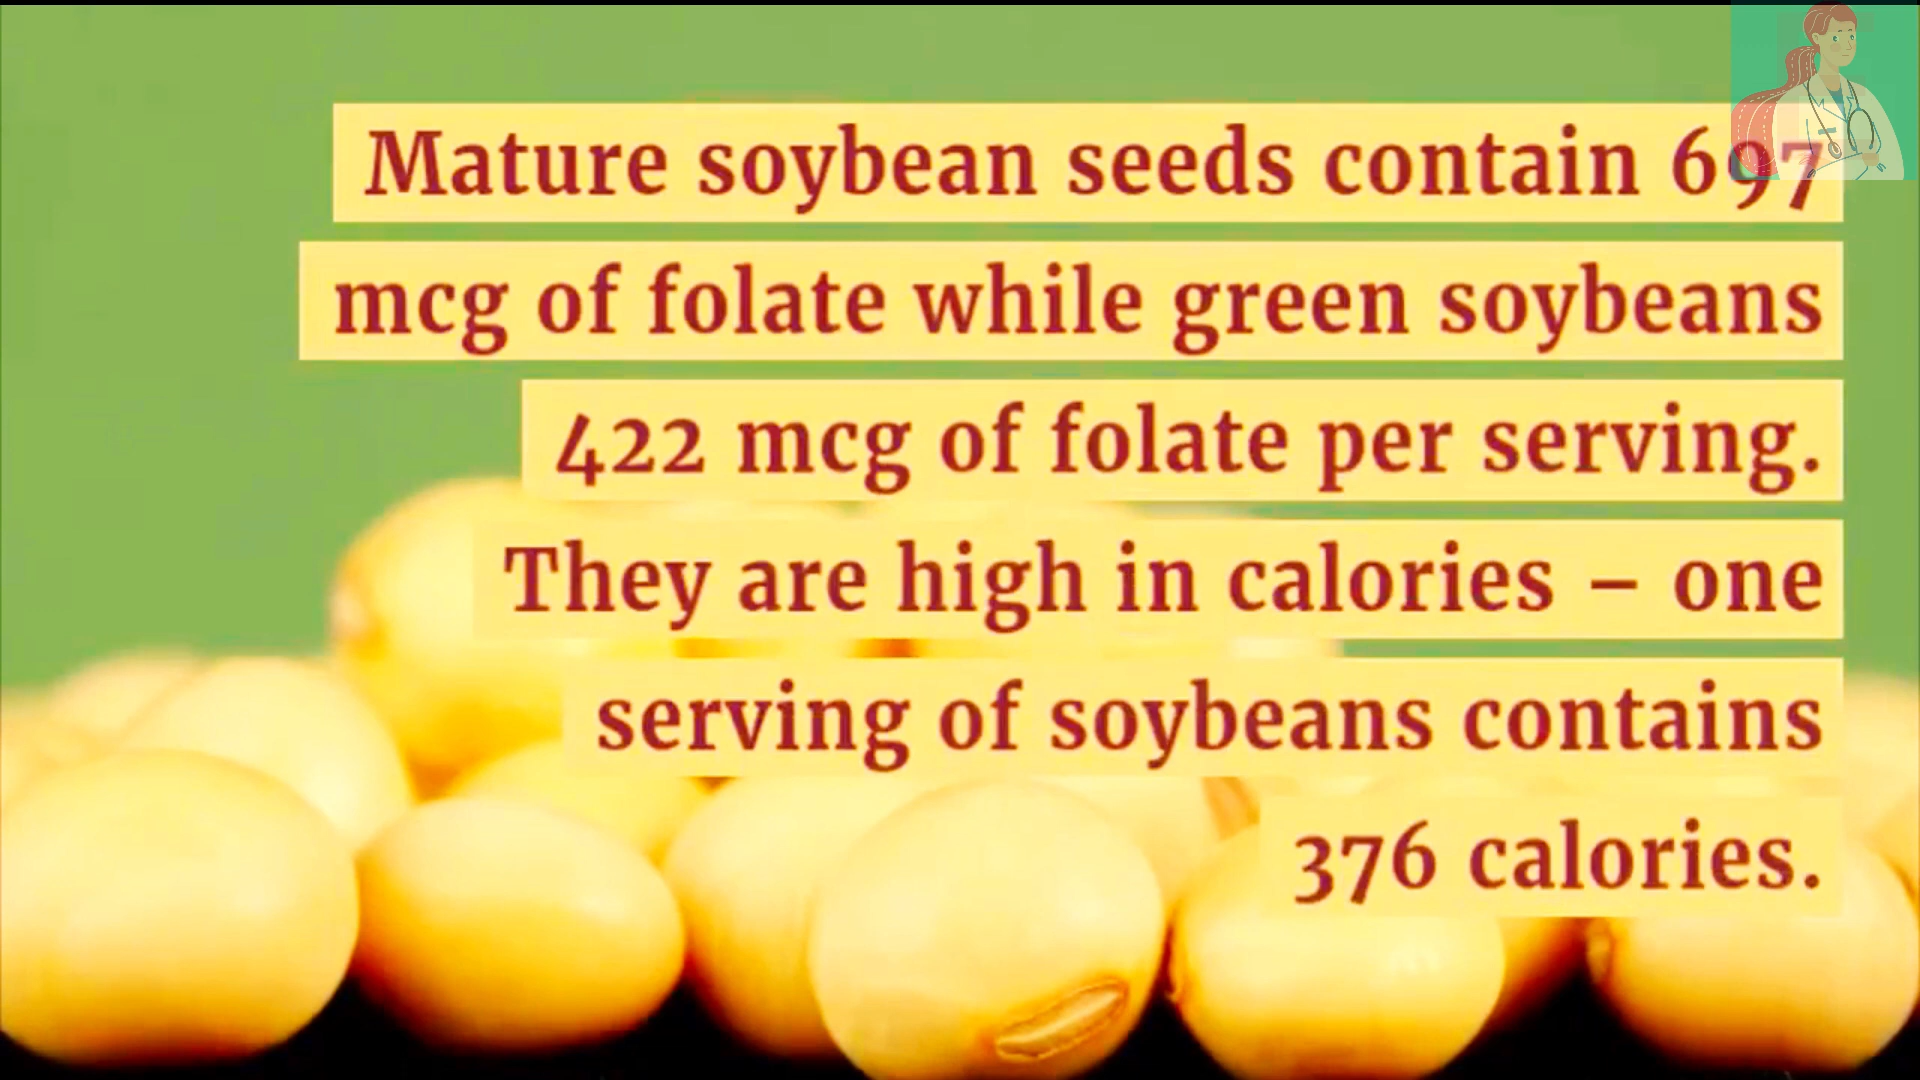 Mature soybean seeds contain 697
mcg of folate while green soybeans
422 mcg of folate per serving.
They are high in calories – one
serving of soybeans contains
376 calories.